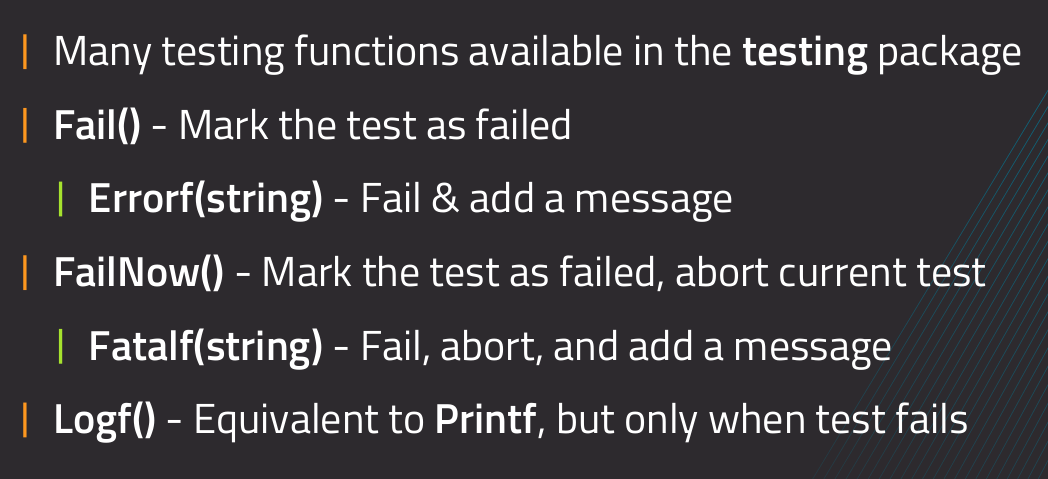 Many testing functions available in the testing package
Fail() - Mark the test as failed
Errorf(string) - Fail & add a message
FailNow() - Mark the test as failed, abort current test
Fatalf(string) - Fail, abort, and add a message
Logf() - Equivalent to Printf, but only when test fails